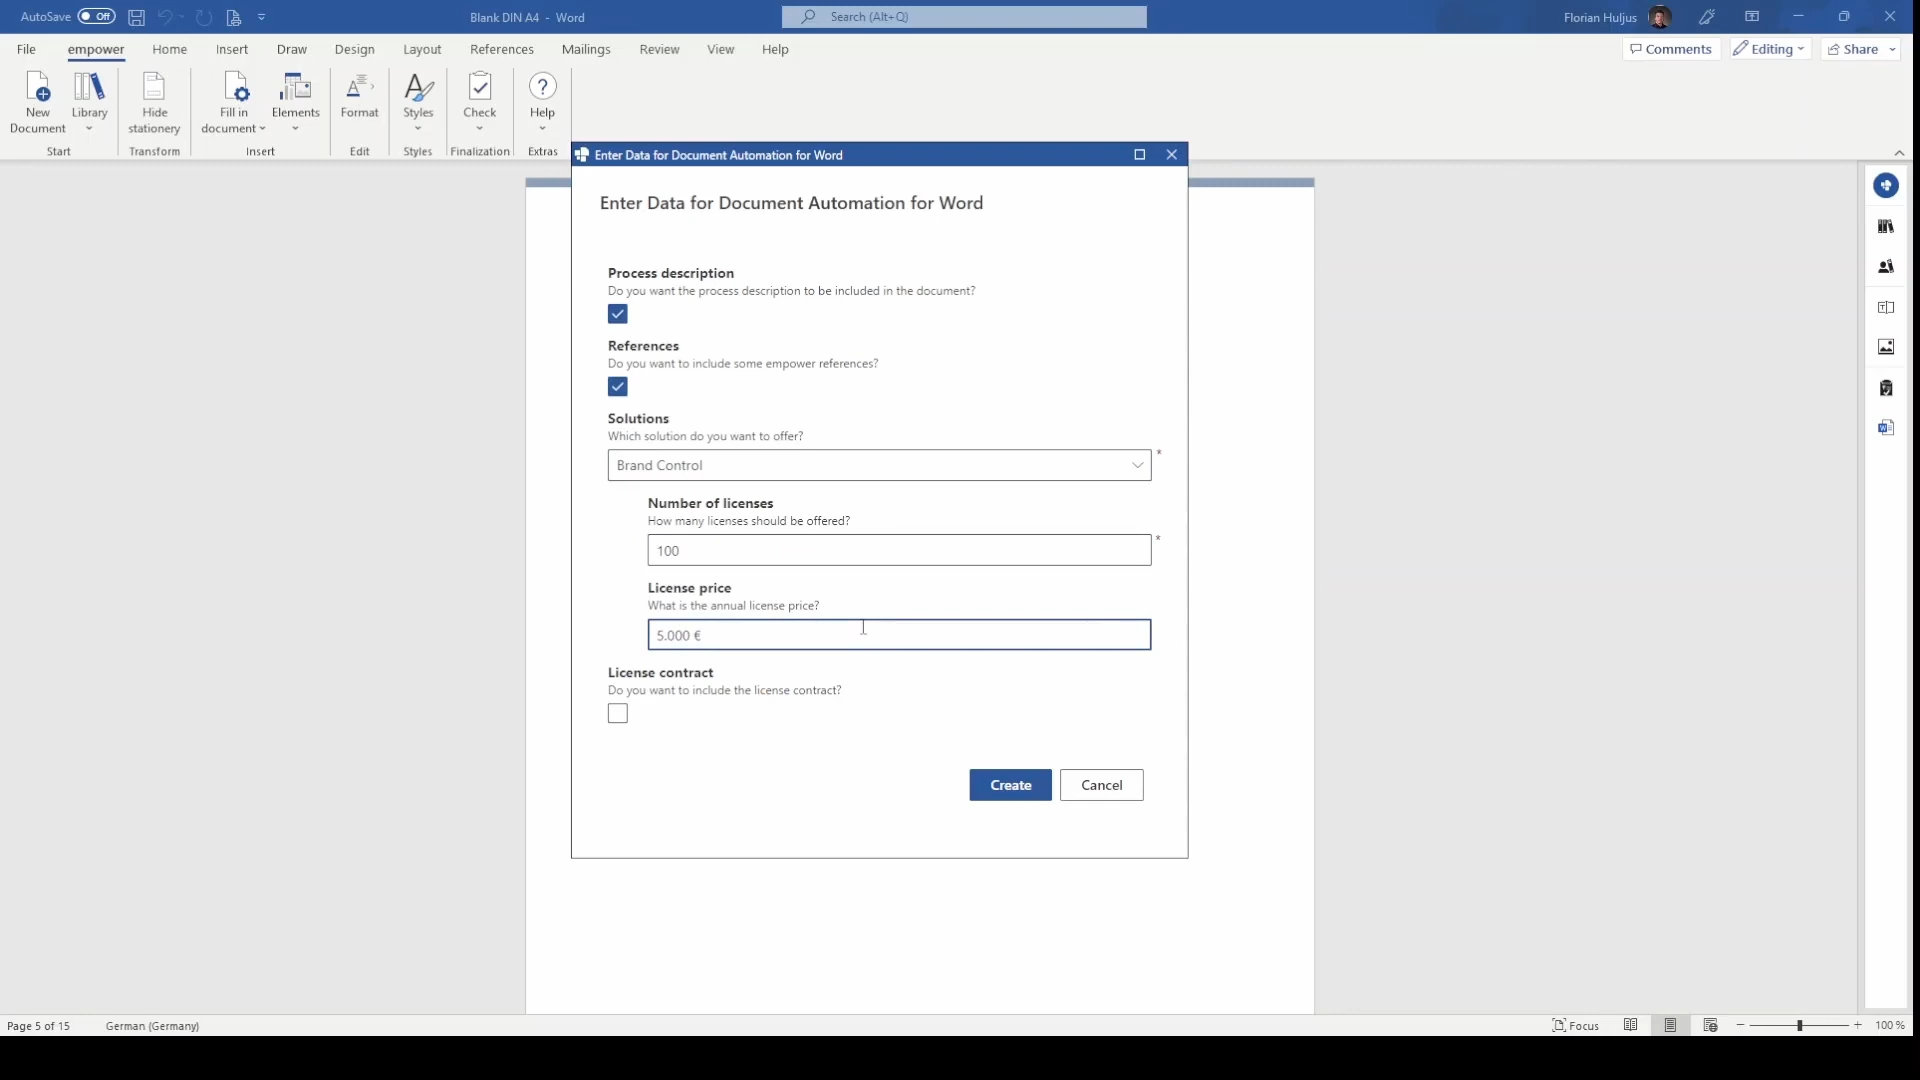 AutoSave Off Blank DIN A4 - Word Search (Alt+Q) Florian Huljus
File empower Home Insert Draw Design Layout References Mailings Review View Help Comments Editing Share
New Document Library Hide stationery Fill in document Elements Format Styles Check Help
Start Transform Insert Edit Styles Finalization Extras
Enter Data for Document Automation for Word
Enter Data for Document Automation for Word
Process description
Do you want the process description to be included in the document?
References
Do you want to include some empower references?
Solutions
Which solution do you want to offer?
Brand Control *
Number of licenses
How many licenses should be offered?
100 *
License price
What is the annual license price?
5.000 €
License contract
Do you want to include the license contract?
Create Cancel
Page 5 of 15 German (Germany) Focus 100 %